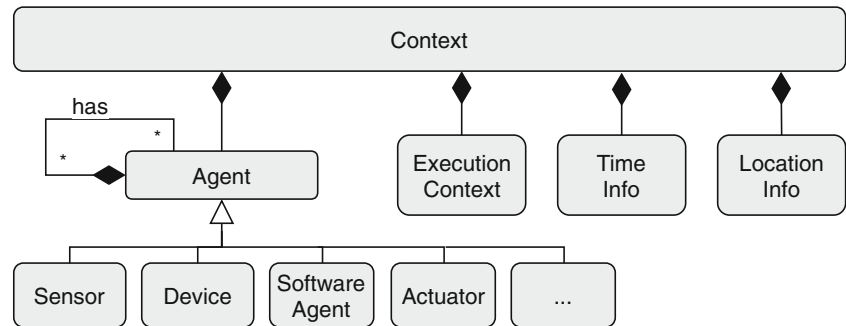 Context
has
*
*
Agent
Execution
Context
Time
Info
Location
Info
Sensor
Device
Software
Agent
Actuator
...